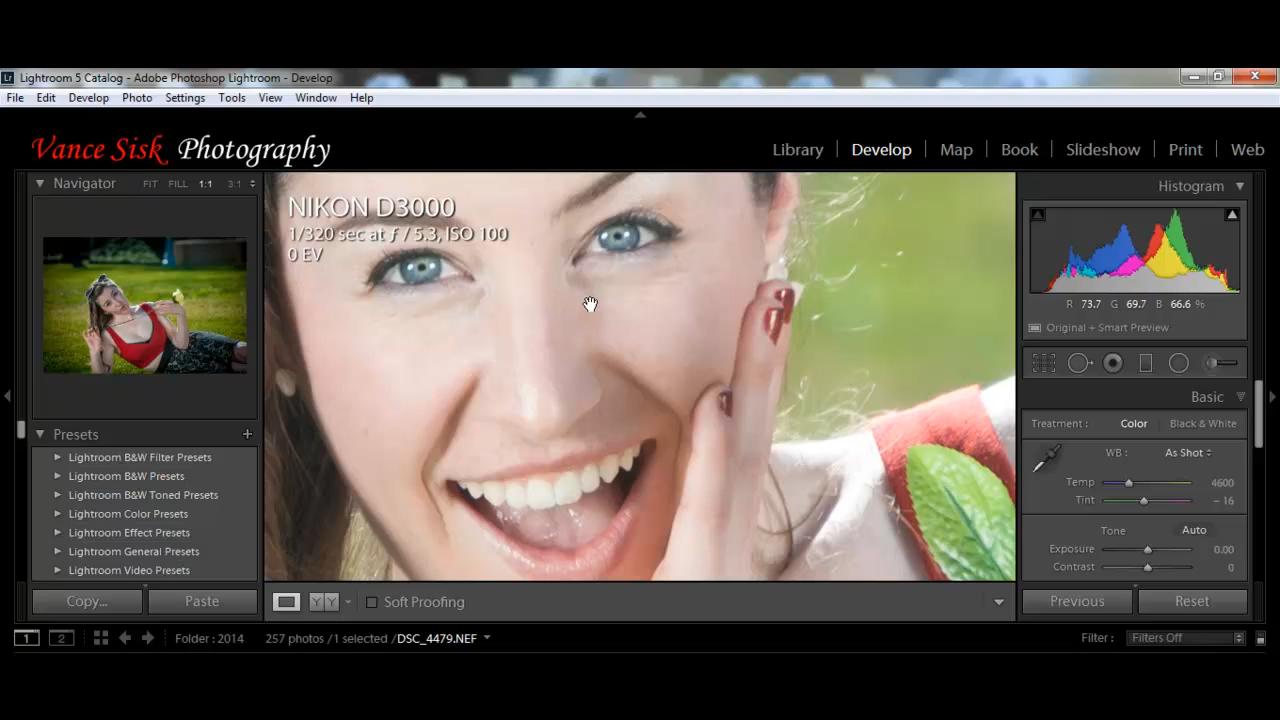 Lr Lightroom 5 Catalog - Adobe Photoshop Lightroom - Develop
File Edit Develop Photo Settings Tools View Window Help
Vance Sisk Photography
Library Develop Map Book Slideshow Print Web
Navigator FIT FILL 1:1 3:1
Histogram
NIKON D3000
1/320 sec at ƒ / 5.3, ISO 100
0 EV
R 73.7 G 69.7 B 66.6 %
Original + Smart Preview
Basic
Treatment : Color Black & White
WB : As Shot
Temp 4600
Tint – 16
Tone Auto
Exposure 0.00
Contrast 0
Presets +
Lightroom B&W Filter Presets
Lightroom B&W Presets
Lightroom B&W Toned Presets
Lightroom Color Presets
Lightroom Effect Presets
Lightroom General Presets
Lightroom Video Presets
Copy... Paste
YY Soft Proofing
Previous Reset
1 2 Folder : 2014 257 photos / 1 selected / DSC_4479.NEF
Filter : Filters Off